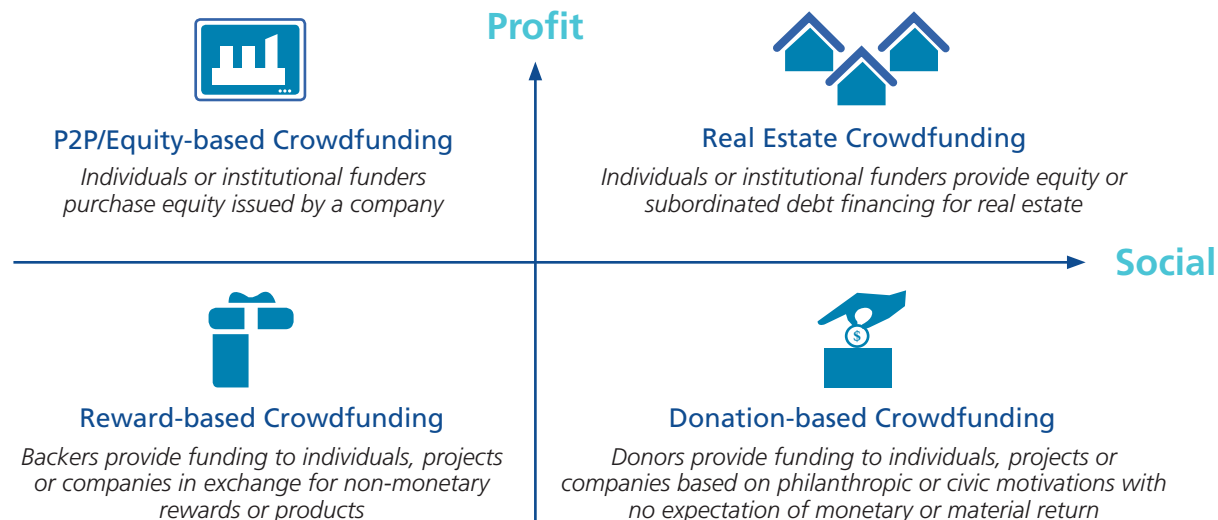 Profit
P2P/Equity-based Crowdfunding
Individuals or institutional funders
purchase equity issued by a company
Real Estate Crowdfunding
Individuals or institutional funders provide equity or
subordinated debt financing for real estate
Social
$
Reward-based Crowdfunding
Backers provide funding to individuals, projects
or companies in exchange for non-monetary
rewards or products
Donation-based Crowdfunding
Donors provide funding to individuals, projects or
companies based on philanthropic or civic motivations with
no expectation of monetary or material return